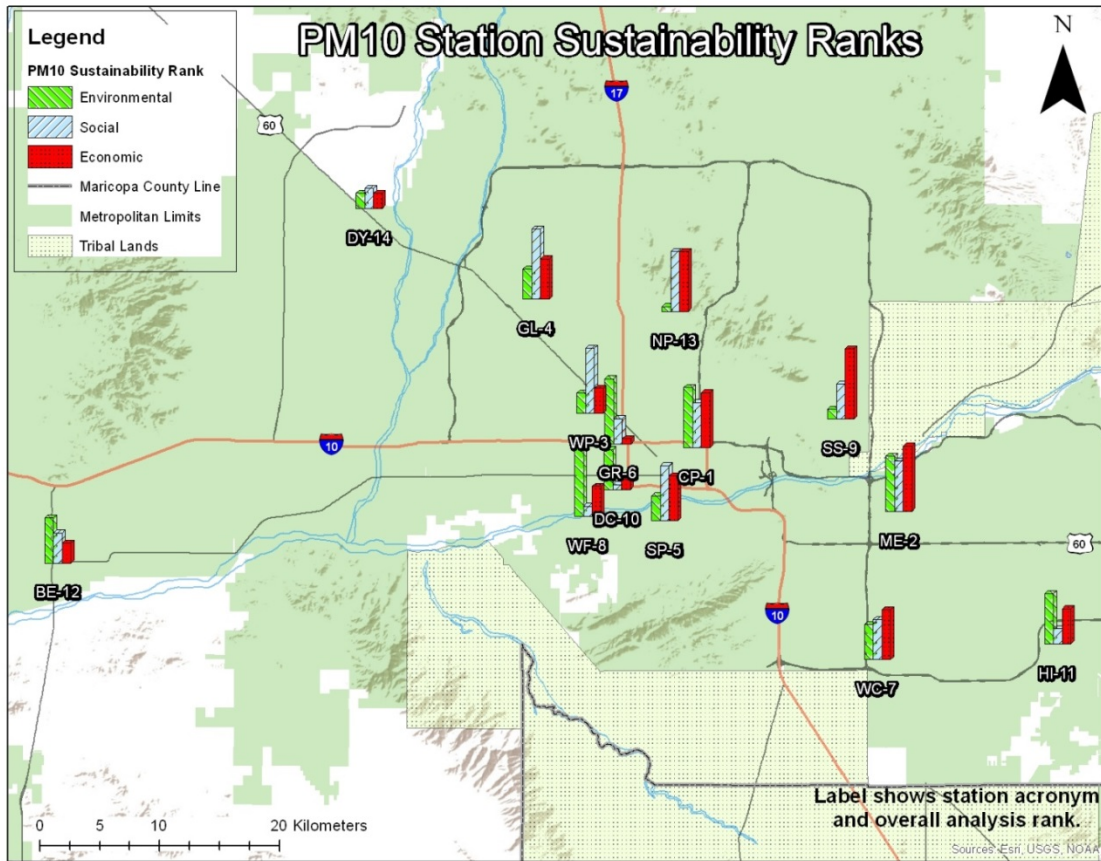 PM10 Station Sustainability Ranks
Legend
PM10 Sustainability Rank
Environmental
Social
Economic
Maricopa County Line
Metropolitan Limits
Tribal Lands
N
17
60
DY-14
GL-4
NP-13
WP-3
GR-6
CP-1
SS-9
10
DC-10
WF-8
SP-5
ME-2
60
BE-12
10
WC-7
HI-11
0 5 10 20 Kilometers
Label shows station acronym
and overall analysis rank.
Sources: Esri, USGS, NOAA